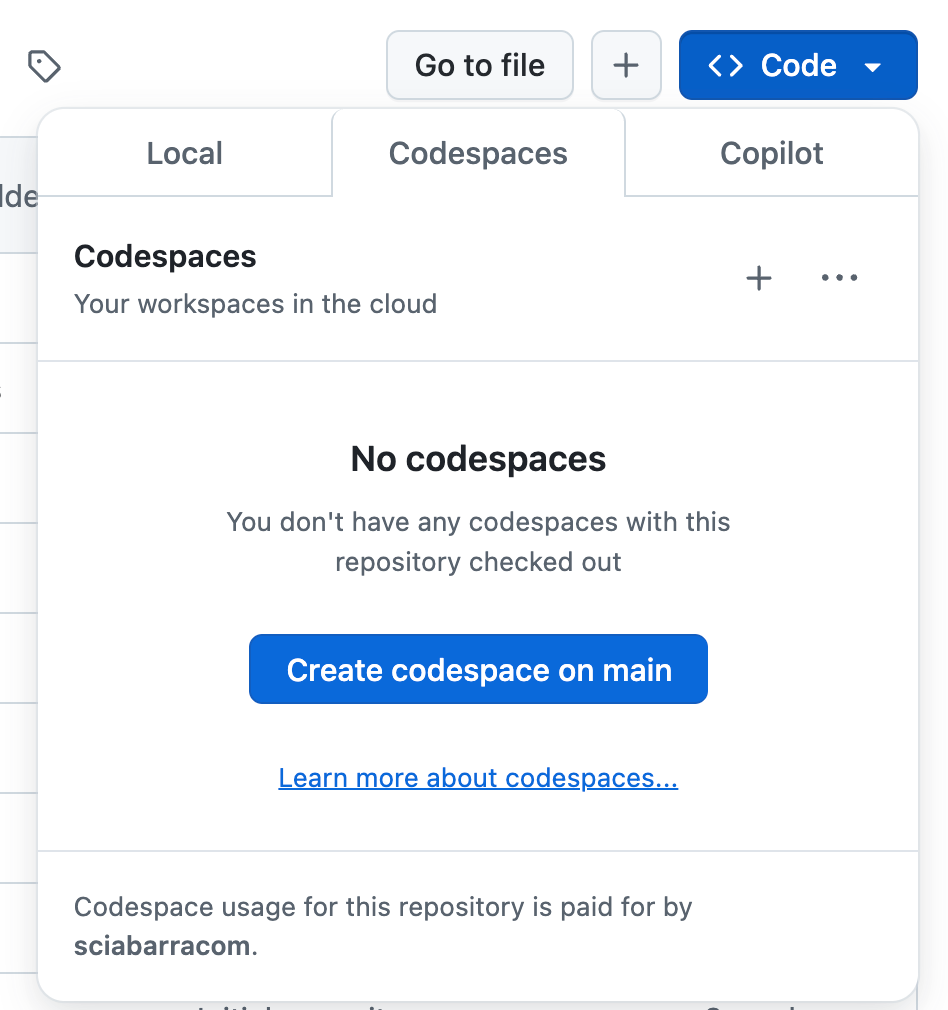 Go to file
Code
Local
Codespaces
Copilot
Codespaces
Your workspaces in the cloud
No codespaces
You don't have any codespaces with this
repository checked out
Create codespace on main
Learn more about codespaces...
Codespace usage for this repository is paid for by
sciabarracom.